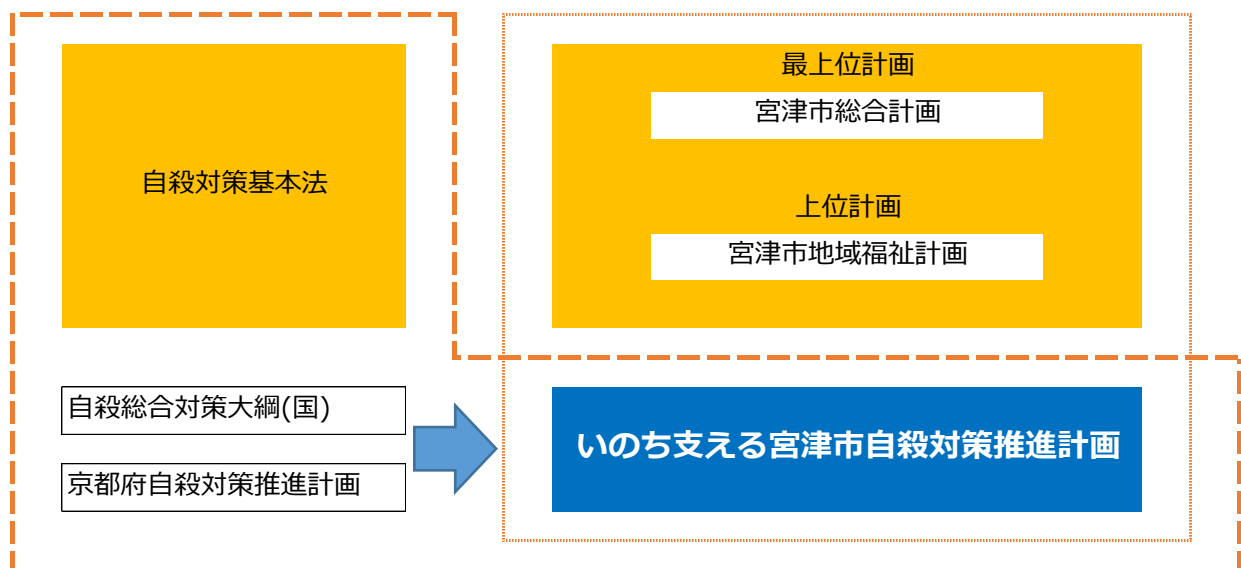 自殺対策基本法
最上位計画
宮津市総合計画
上位計画
宮津市地域福祉計画
自殺総合対策大綱(国)
京都府自殺対策推進計画
いのち支える宮津市自殺対策推進計画